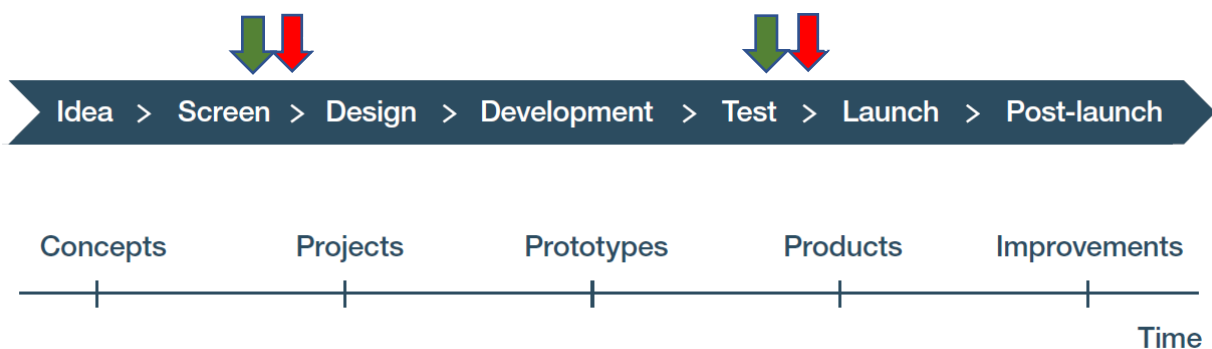 Idea > Screen > Design > Development > Test > Launch > Post-launch
Concepts Projects Prototypes Products Improvements
Time